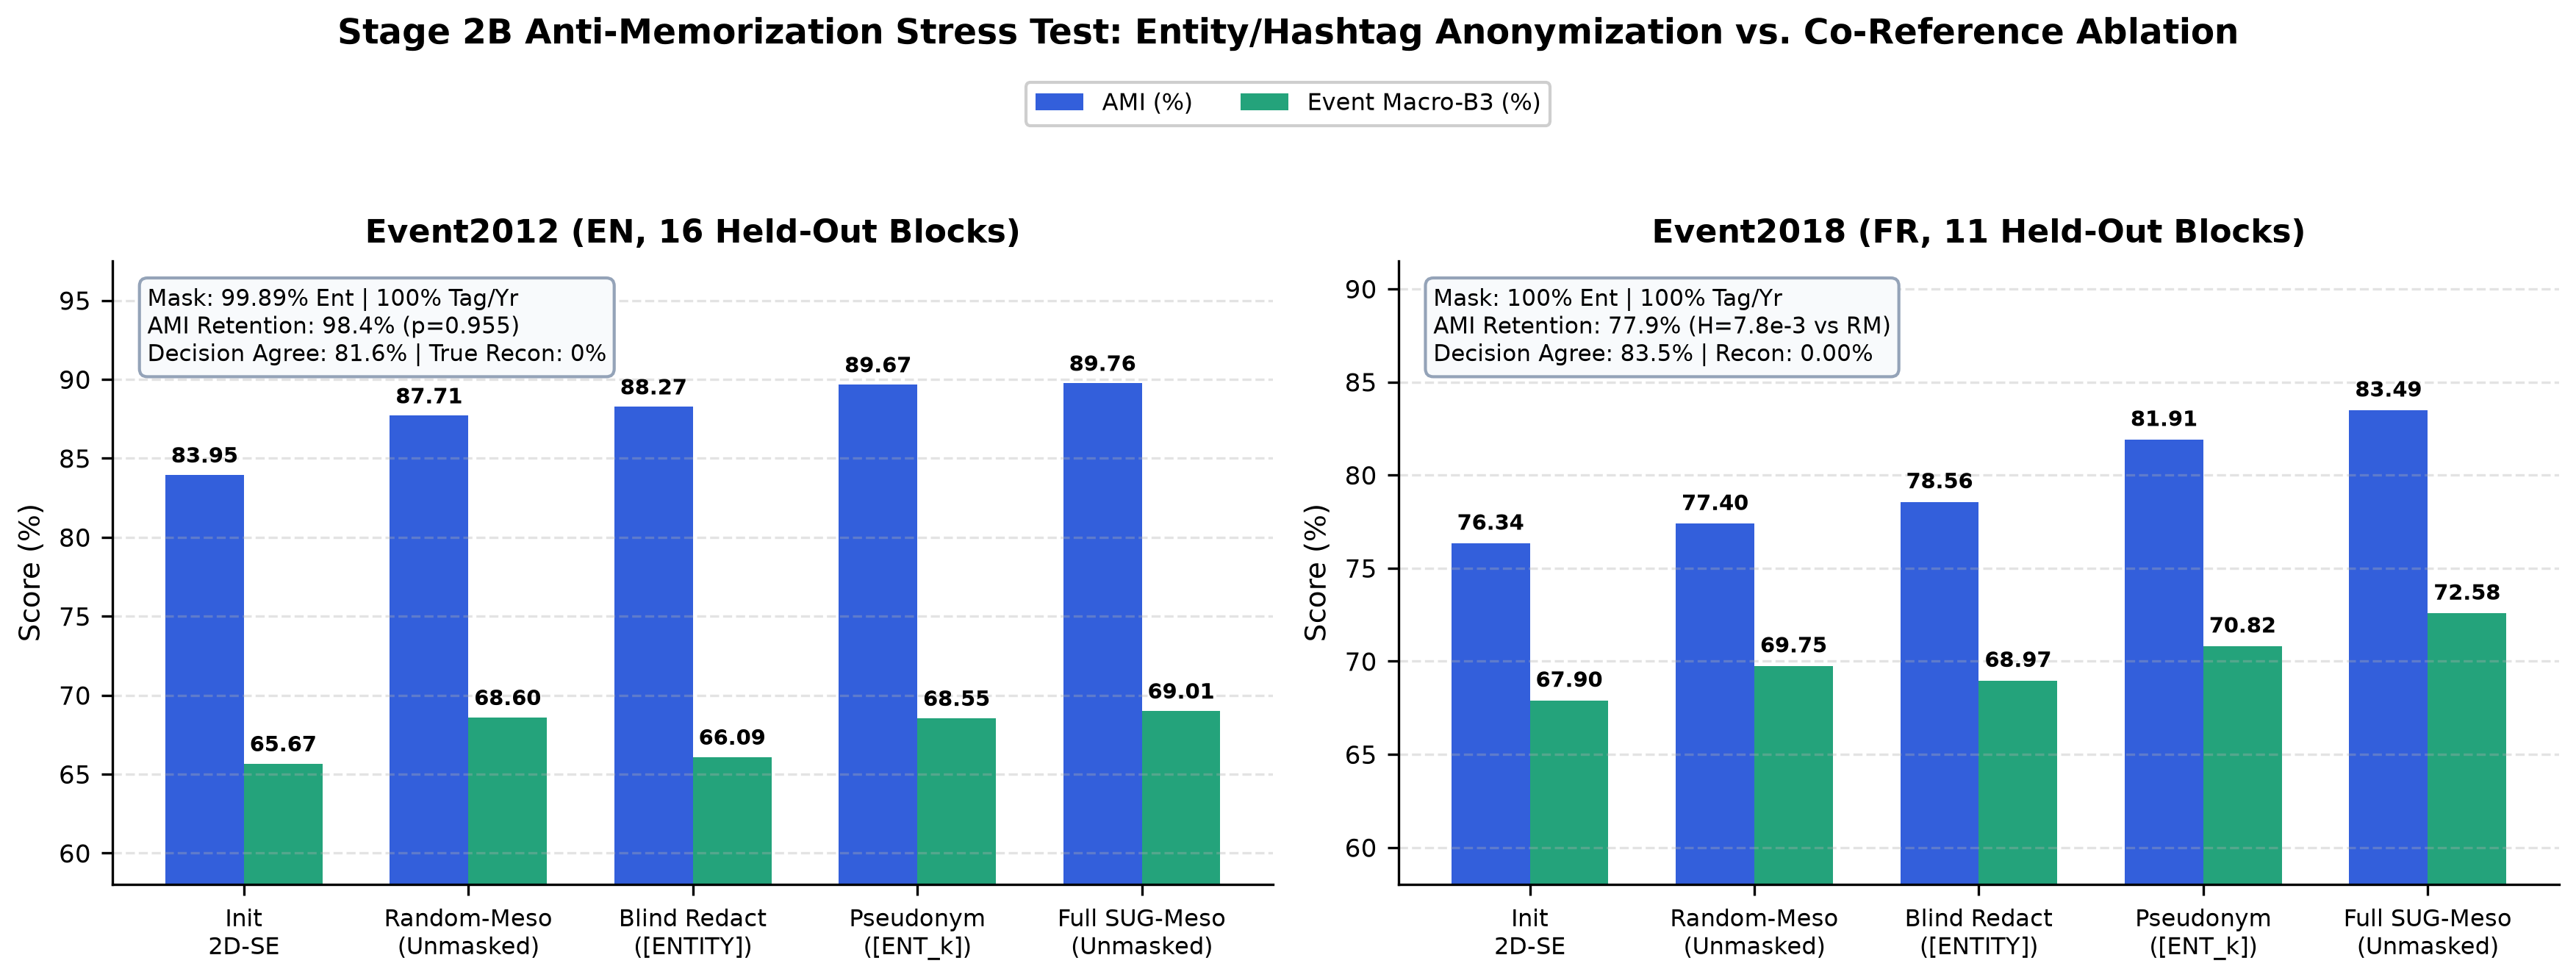 Stage 2B Anti-Memorization Stress Test: Entity/Hashtag Anonymization vs. Co-Reference Ablation
AMI (%)
Event Macro-B3 (%)
Event2012 (EN, 16 Held-Out Blocks)
Mask: 99.89% Ent | 100% Tag/Yr
AMI Retention: 98.4% (p=0.955)
Decision Agree: 81.6% | True Recon: 0%
Score (%)
95
90
85
80
75
70
65
60
83.95
65.67
87.71
68.60
88.27
66.09
89.67
68.55
89.76
69.01
Init
2D-SE
Random-Meso
(Unmasked)
Blind Redact
([ENTITY])
Pseudonym
([ENT_k])
Full SUG-Meso
(Unmasked)
Event2018 (FR, 11 Held-Out Blocks)
Mask: 100% Ent | 100% Tag/Yr
AMI Retention: 77.9% (H=7.8e-3 vs RM)
Decision Agree: 83.5% | Recon: 0.00%
Score (%)
90
85
80
75
70
65
60
76.34
67.90
77.40
69.75
78.56
68.97
81.91
70.82
83.49
72.58
Init
2D-SE
Random-Meso
(Unmasked)
Blind Redact
([ENTITY])
Pseudonym
([ENT_k])
Full SUG-Meso
(Unmasked)